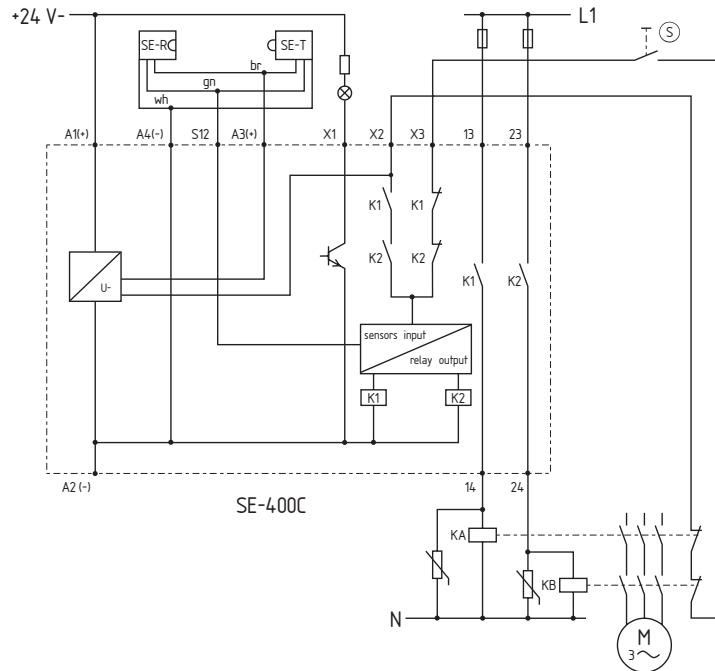 +24 V- L1
SE-R SE-T S
br
gn
wh
A1(+) A4(-) S12 A3(+) X1 X2 X3 13 23
K1 K1
K2 K2 K1 K2
U-
sensors input
relay output
K1 K2
A2 (-) 14 24
SE-400C
KA
KB
N
M
3~